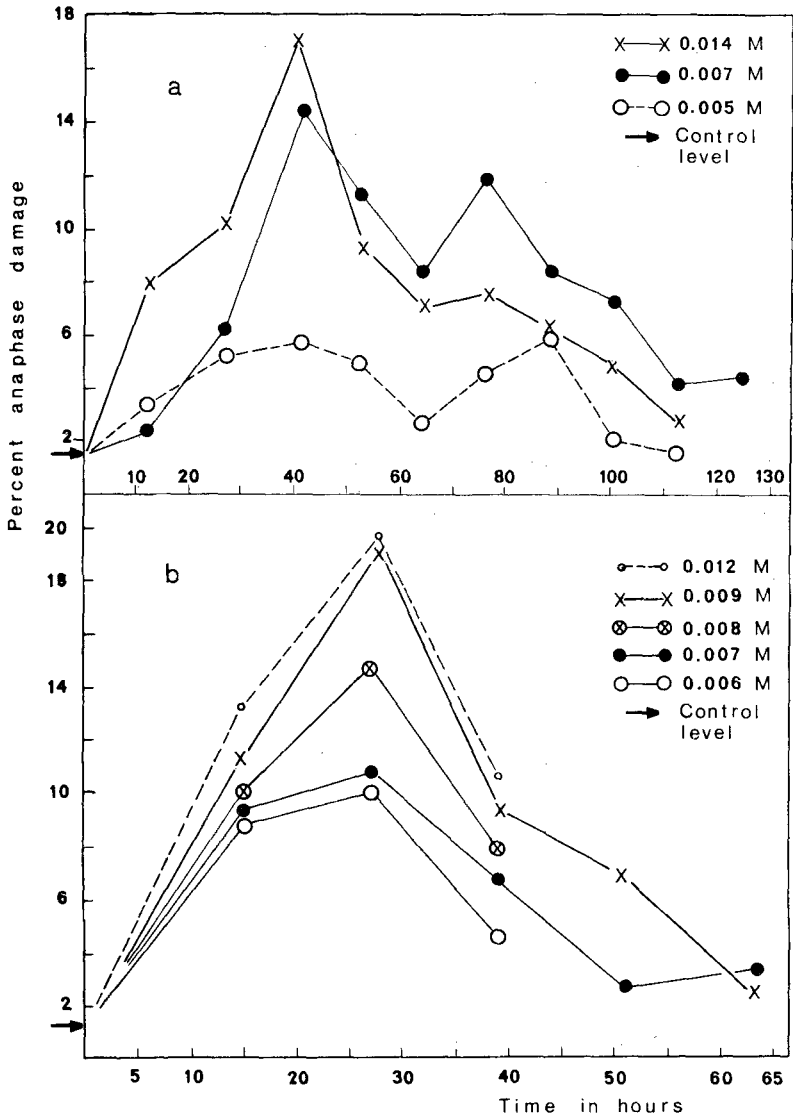 18
a
0.014 M
0.007 M
0.005 M
Control
level
14
10
6
2
Percent anaphase damage
10 20 30 40 60 80 100 120 130
20
b
0.012 M
0.009 M
0.008 M
0.007 M
0.006 M
Control
level
14
10
6
2
5 15 20 30 40 50 60 65
Time in hours